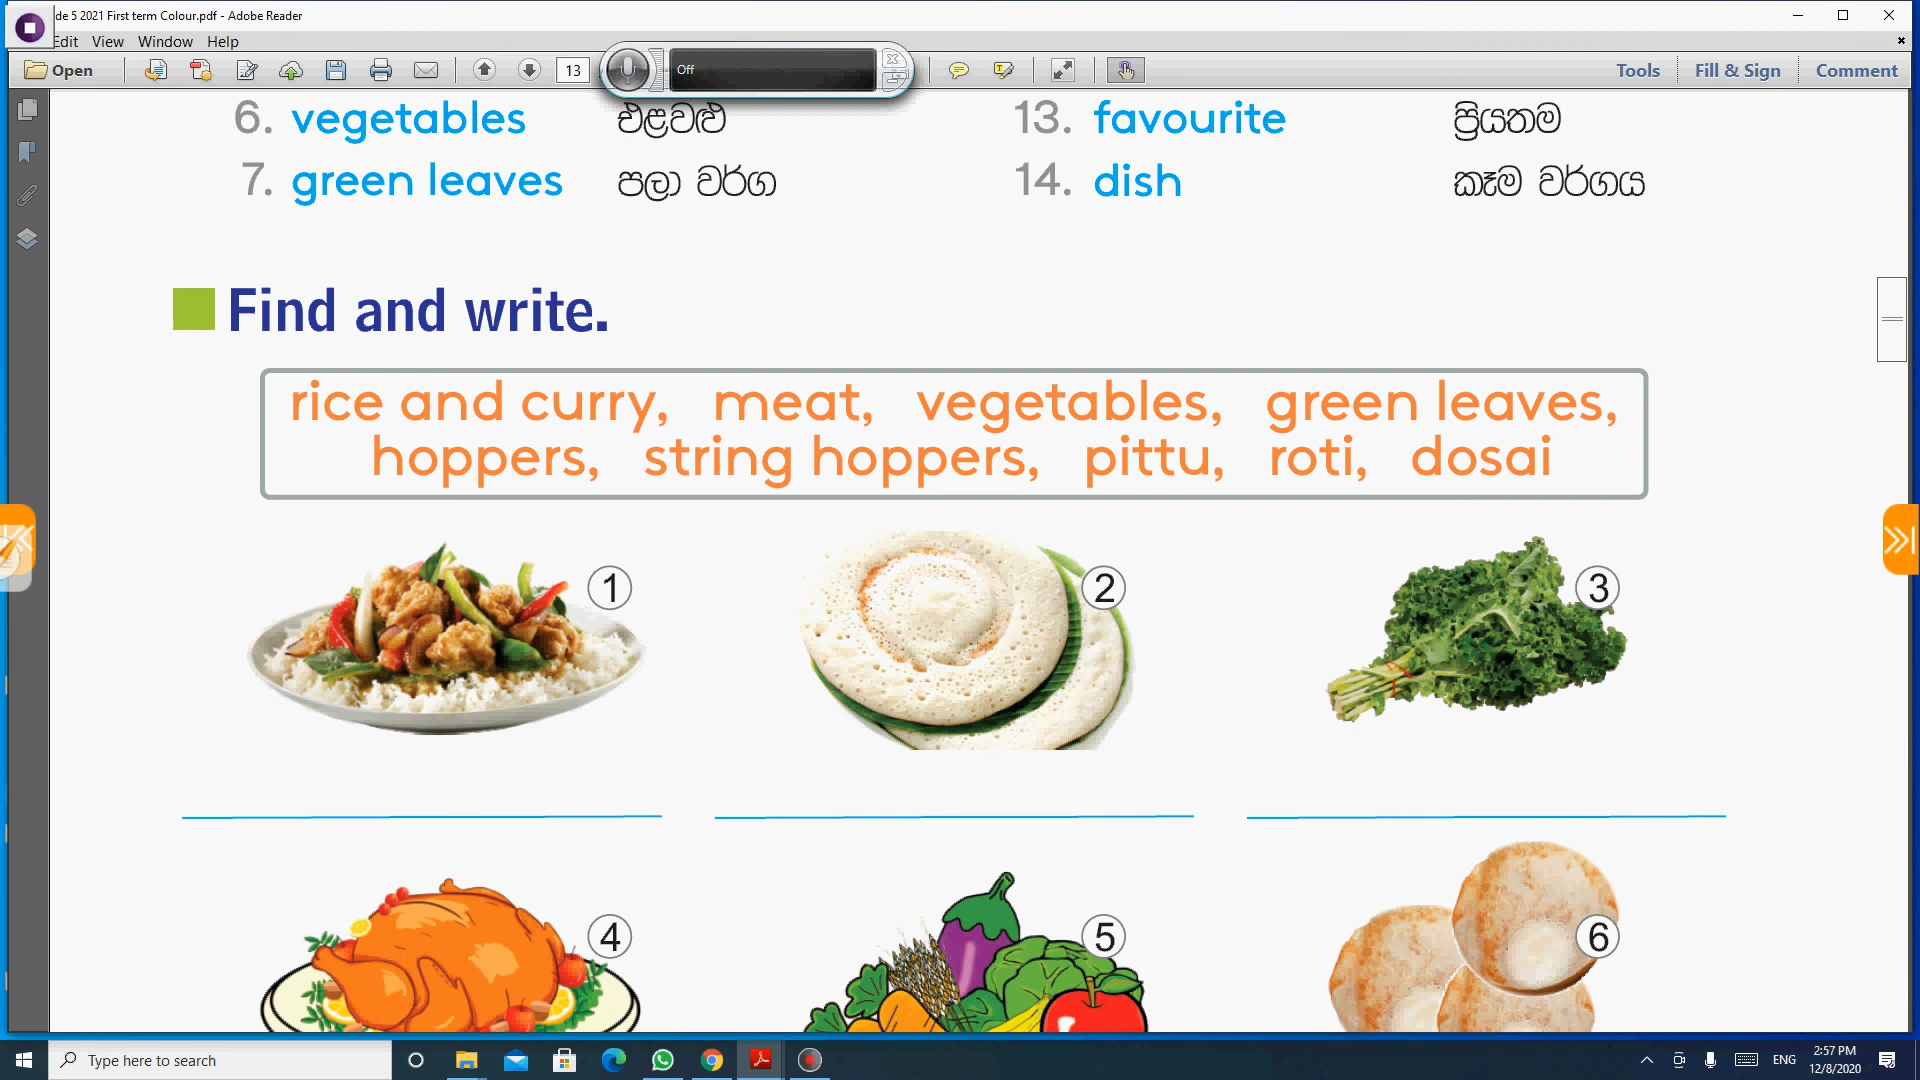 de 5 2021 First term Colour.pdf - Adobe Reader
Edit View Window Help
Open 13 Off Tools Fill & Sign Comment
6. vegetables එළවළු 13. favourite ප්‍රියතම
7. green leaves පලා වර්ග 14. dish කෑම වර්ගය
Find and write.
rice and curry, meat, vegetables, green leaves,
hoppers, string hoppers, pittu, roti, dosai
1 2 3
4 5 6
Type here to search ENG 2:57 PM
12/8/2020